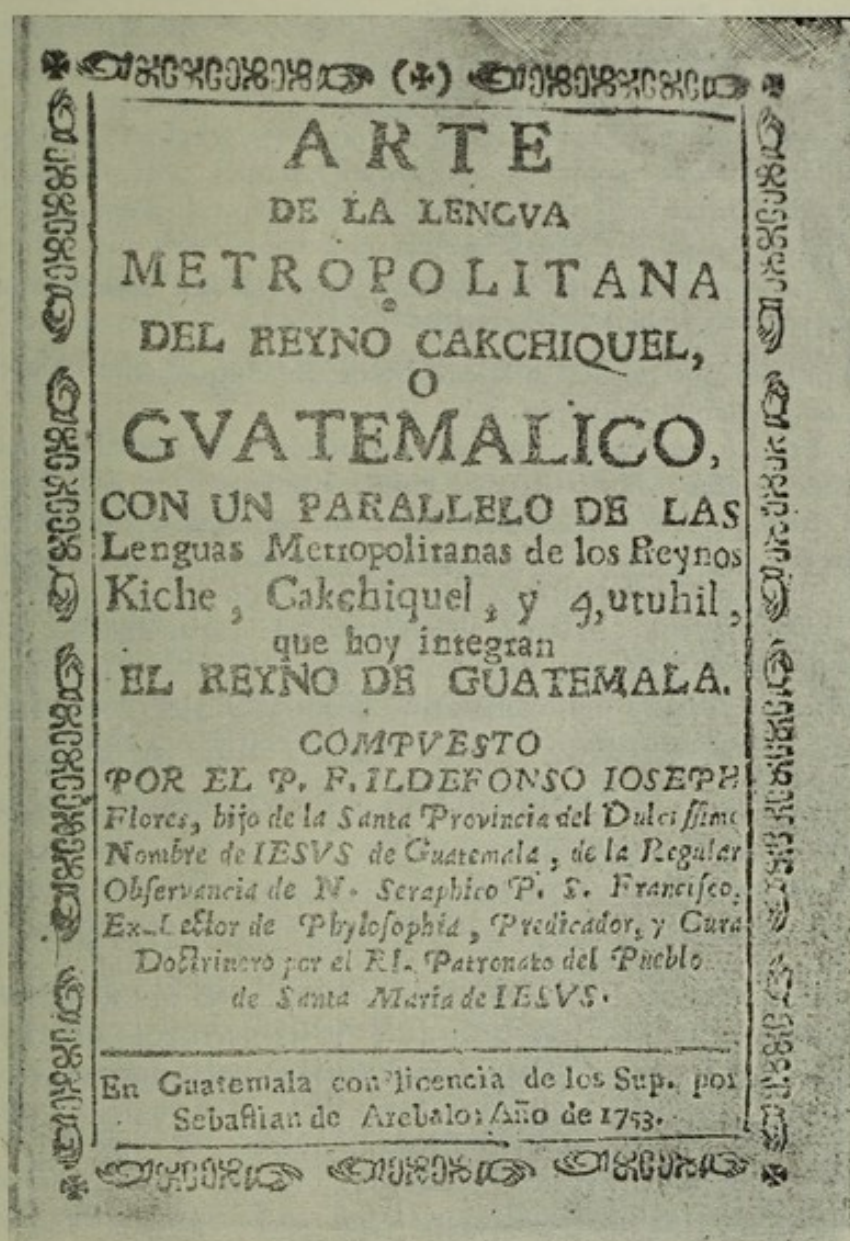 (✠)
ARTE
DE LA LENGVA
METROPOLITANA
DEL REYNO CAKCHIQUEL,
O
GVATEMALICO,
CON UN PARALLELO DE LAS
Lenguas Metropolitanas de los Reynos
Kiche, Cakchiquel, y 4,utuhil,
que hoy integran
EL REYNO DE GUATEMALA.
COMPVESTO
POR EL P. F. ILDEFONSO IOSEPH
Flores, hijo de la Santa Provincia del Dulcissimo
Nombre de IESVS de Guatemala, de la Regular
Observancia de N. Seraphico P. S. Francisco,
Ex-Lector de Phylosophia, Predicador, y Cura
Doctrinero por el Rl. Patronato del Pueblo
de Santa Maria de IESVS.
En Guatemala con licencia de los Sup. por
Sebastian de Arebalo; Año de 1753.